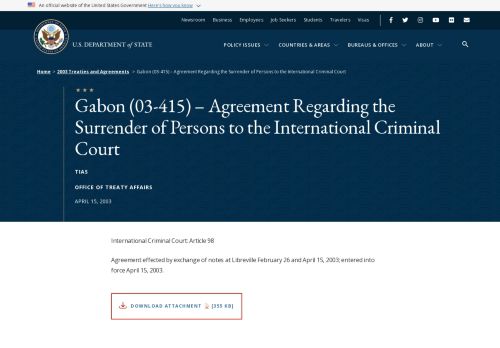 An official website of the United States Government Here's how you know
Newsroom Business Employees Job Seekers Students Travelers Visas
U.S. DEPARTMENT of STATE
POLICY ISSUES COUNTRIES & AREAS BUREAUS & OFFICES ABOUT
Home > 2003 Treaties and Agreements > Gabon (03-415) – Agreement Regarding the Surrender of Persons to the International Criminal Court
Gabon (03-415) – Agreement Regarding the
Surrender of Persons to the International Criminal
Court
TIAS
OFFICE OF TREATY AFFAIRS
APRIL 15, 2003
International Criminal Court: Article 98
Agreement effected by exchange of notes at Libreville February 26 and April 15, 2003; entered into
force April 15, 2003.
DOWNLOAD ATTACHMENT [355 KB]